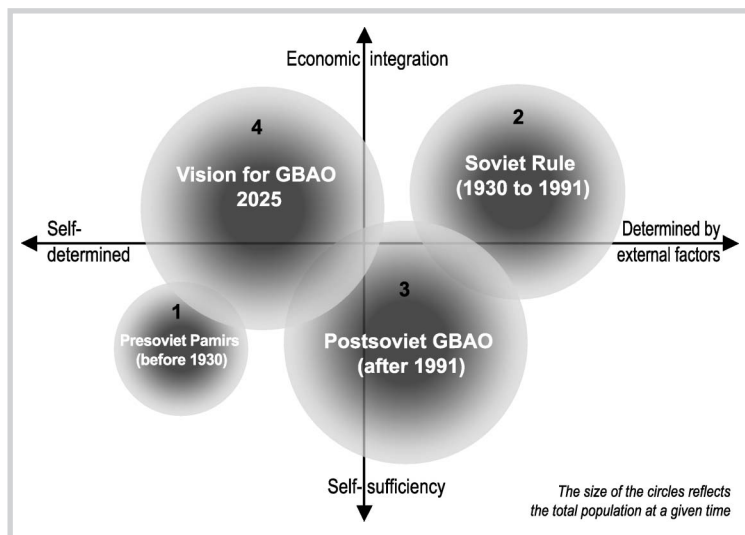 Economic integration
4
Vision for GBAO
2025
2
Soviet Rule
(1930 to 1991)
Self-
determined
Determined by
external factors
1
Presoviet Pamirs
(before 1930)
3
Postsoviet GBAO
(after 1991)
Self- sufficiency
The size of the circles reflects
the total population at a given time